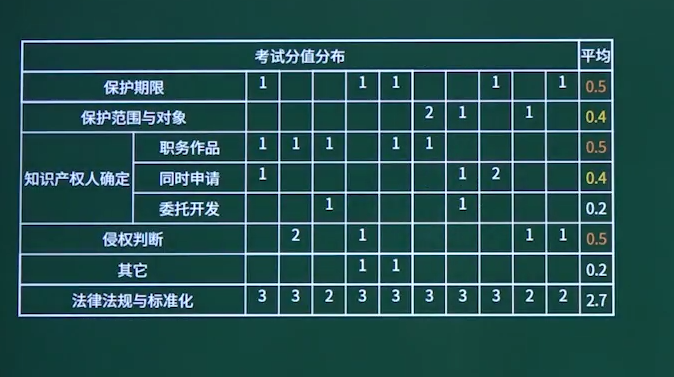 考试分值分布 平均
保护期限 1 1 1 1 1 0.5
保护范围与对象 2 1 1 0.4
知识产权人确定 职务作品 1 1 1 1 1 0.5
同时申请 1 1 2 0.4
委托开发 1 1 0.2
侵权判断 2 1 1 1 0.5
其它 1 1 0.2
法律法规与标准化 3 3 2 3 3 3 3 3 2 2 2.7